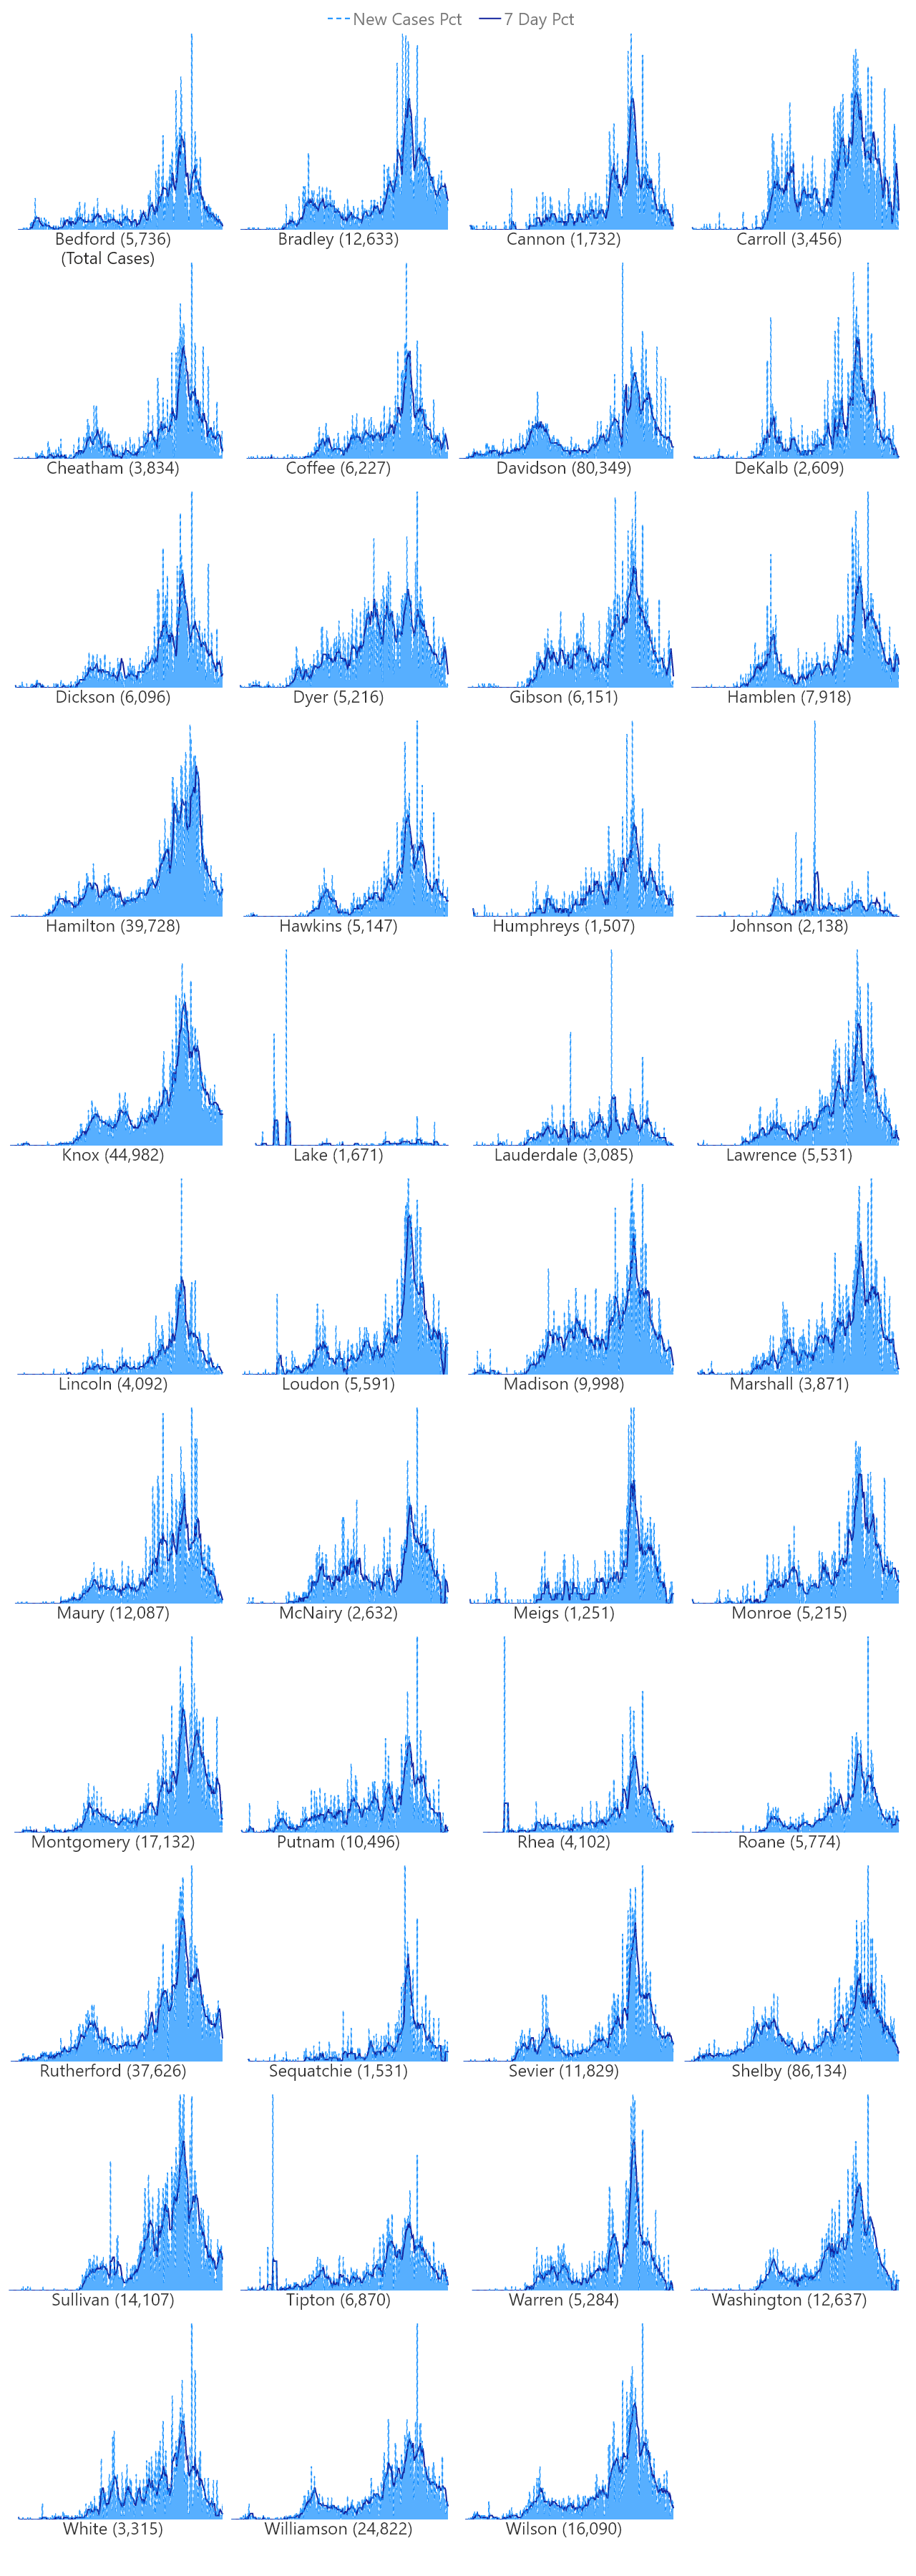 New Cases Pct 7 Day Pct
Bedford (5,736) Bradley (12,633) Cannon (1,732) Carroll (3,456)
(Total Cases)
Cheatham (3,834) Coffee (6,227) Davidson (80,349) DeKalb (2,609)
Dickson (6,096) Dyer (5,216) Gibson (6,151) Hamblen (7,918)
Hamilton (39,728) Hawkins (5,147) Humphreys (1,507) Johnson (2,138)
Knox (44,982) Lake (1,671) Lauderdale (3,085) Lawrence (5,531)
Lincoln (4,092) Loudon (5,591) Madison (9,998) Marshall (3,871)
Maury (12,087) McNairy (2,632) Meigs (1,251) Monroe (5,215)
Montgomery (17,132) Putnam (10,496) Rhea (4,102) Roane (5,774)
Rutherford (37,626) Sequatchie (1,531) Sevier (11,829) Shelby (86,134)
Sullivan (14,107) Tipton (6,870) Warren (5,284) Washington (12,637)
White (3,315) Williamson (24,822) Wilson (16,090)